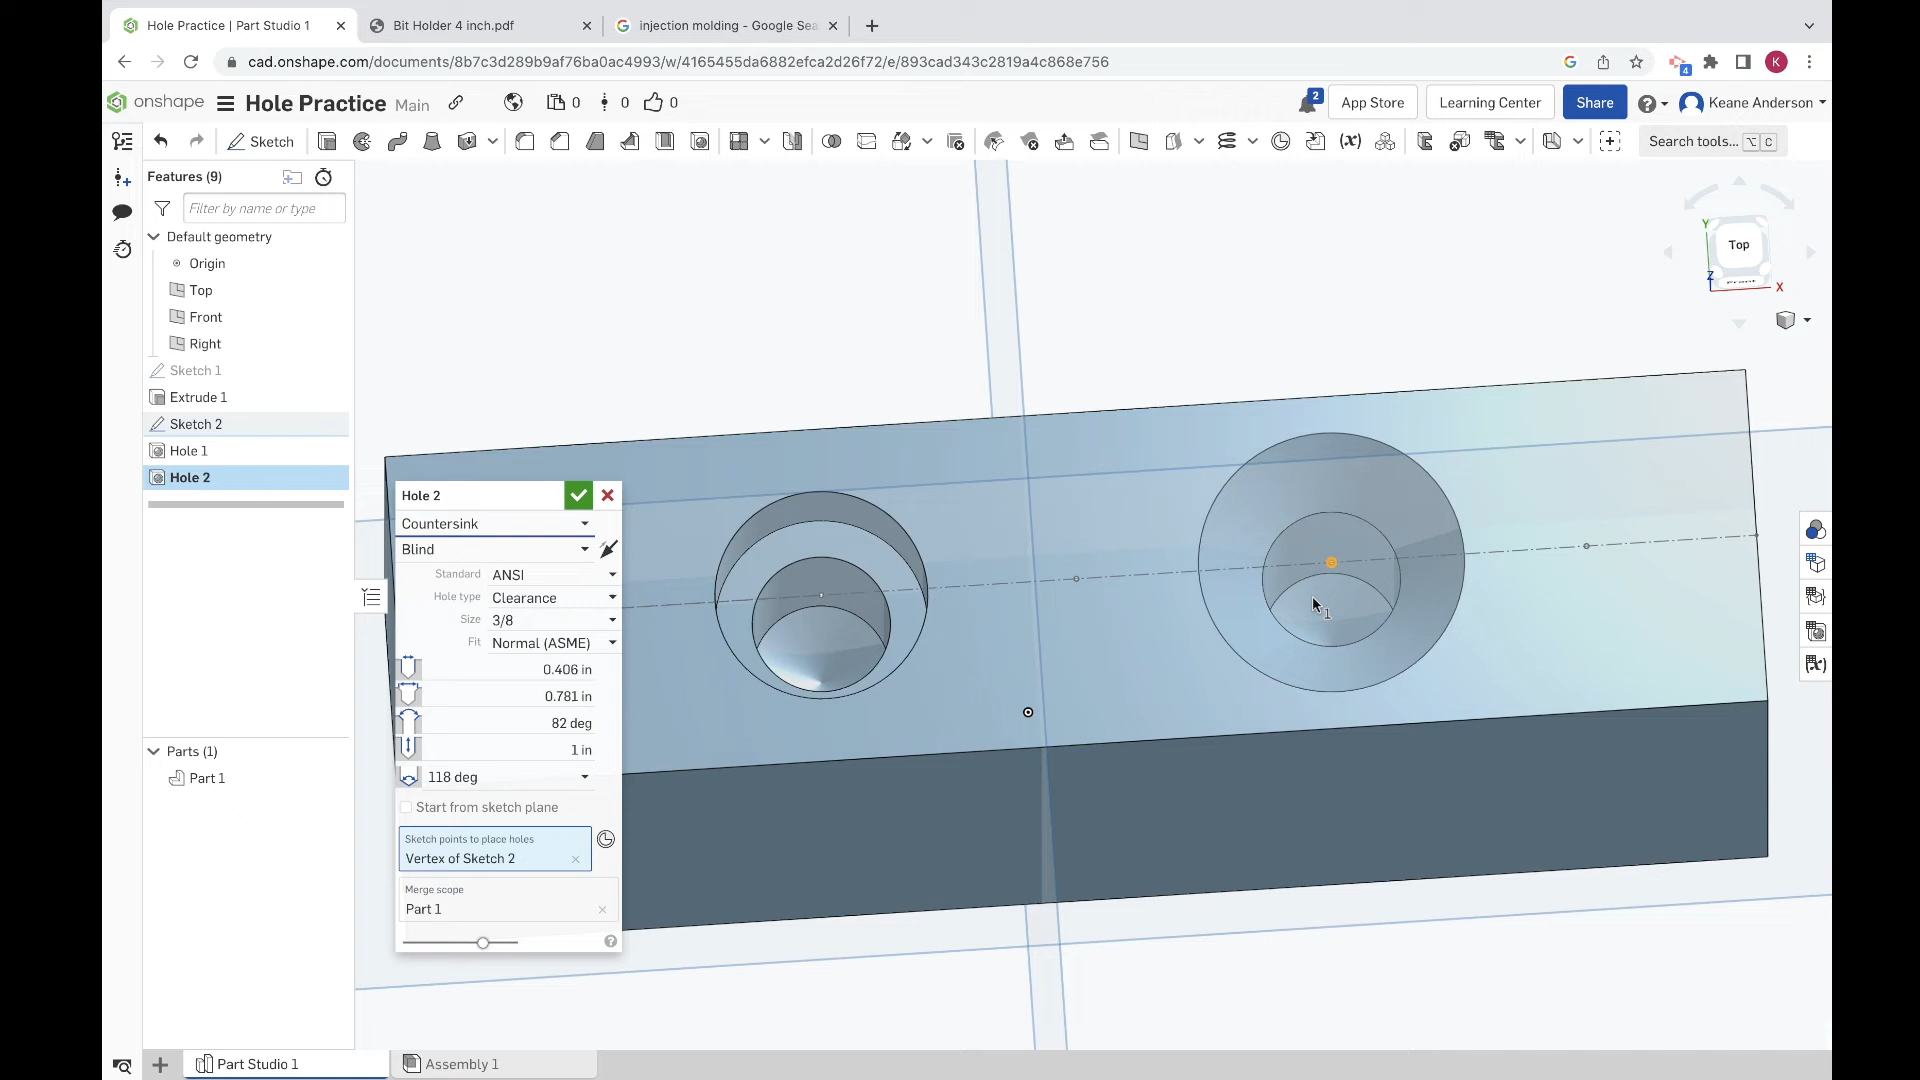 Hole Practice | Part Studio 1
Bit Holder 4 inch.pdf
injection molding - Google Sea
cad.onshape.com/documents/8b7c3d289b9af76ba0ac4993/w/4165455da6882efca2d26f72/e/893cad343c2819a4c868e756
4
K
onshape
Hole Practice Main
0
0
0
2
App Store
Learning Center
Share
Keane Anderson
Sketch
Search tools... ⌥ C
Features (9)
Filter by name or type
Default geometry
Origin
Top
Front
Right
Sketch 1
Extrude 1
Sketch 2
Hole 1
Hole 2
Parts (1)
Part 1
Hole 2
Countersink
Blind
Standard ANSI
Hole type Clearance
Size 3/8
Fit Normal (ASME)
0.406 in
0.781 in
82 deg
1 in
118 deg
Start from sketch plane
Sketch points to place holes
Vertex of Sketch 2
Merge scope
Part 1
1
Y
Top
Z
Front
X
Part Studio 1
Assembly 1